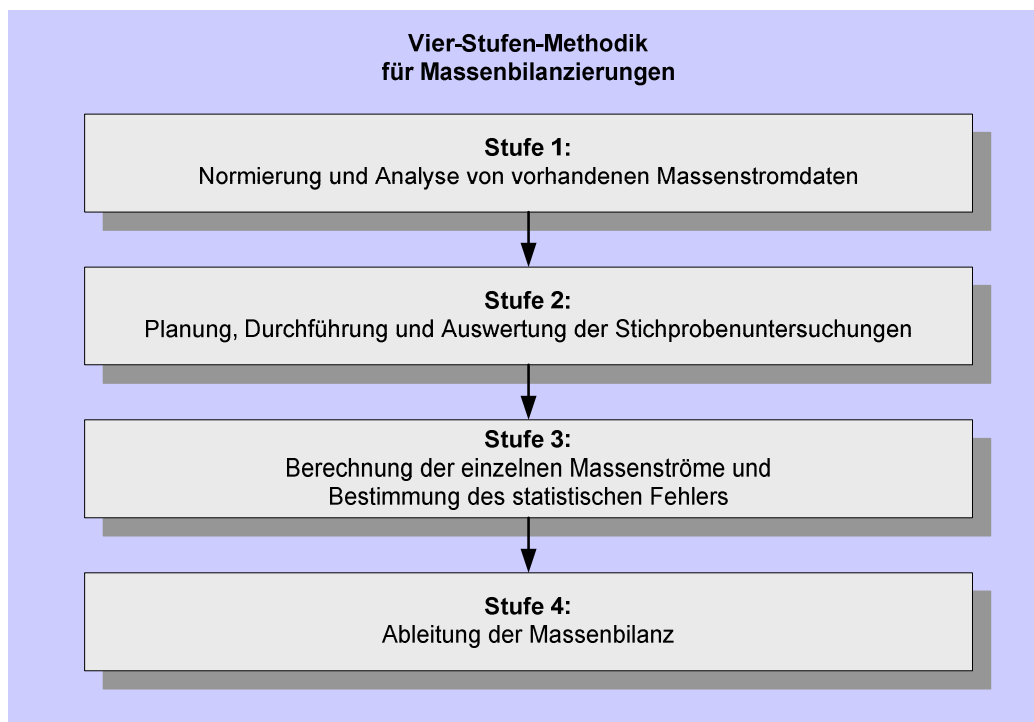 Vier-Stufen-Methodik
für Massenbilanzierungen
Stufe 1:
Normierung und Analyse von vorhandenen Massenstromdaten
Stufe 2:
Planung, Durchführung und Auswertung der Stichprobenuntersuchungen
Stufe 3:
Berechnung der einzelnen Massenströme und
Bestimmung des statistischen Fehlers
Stufe 4:
Ableitung der Massenbilanz